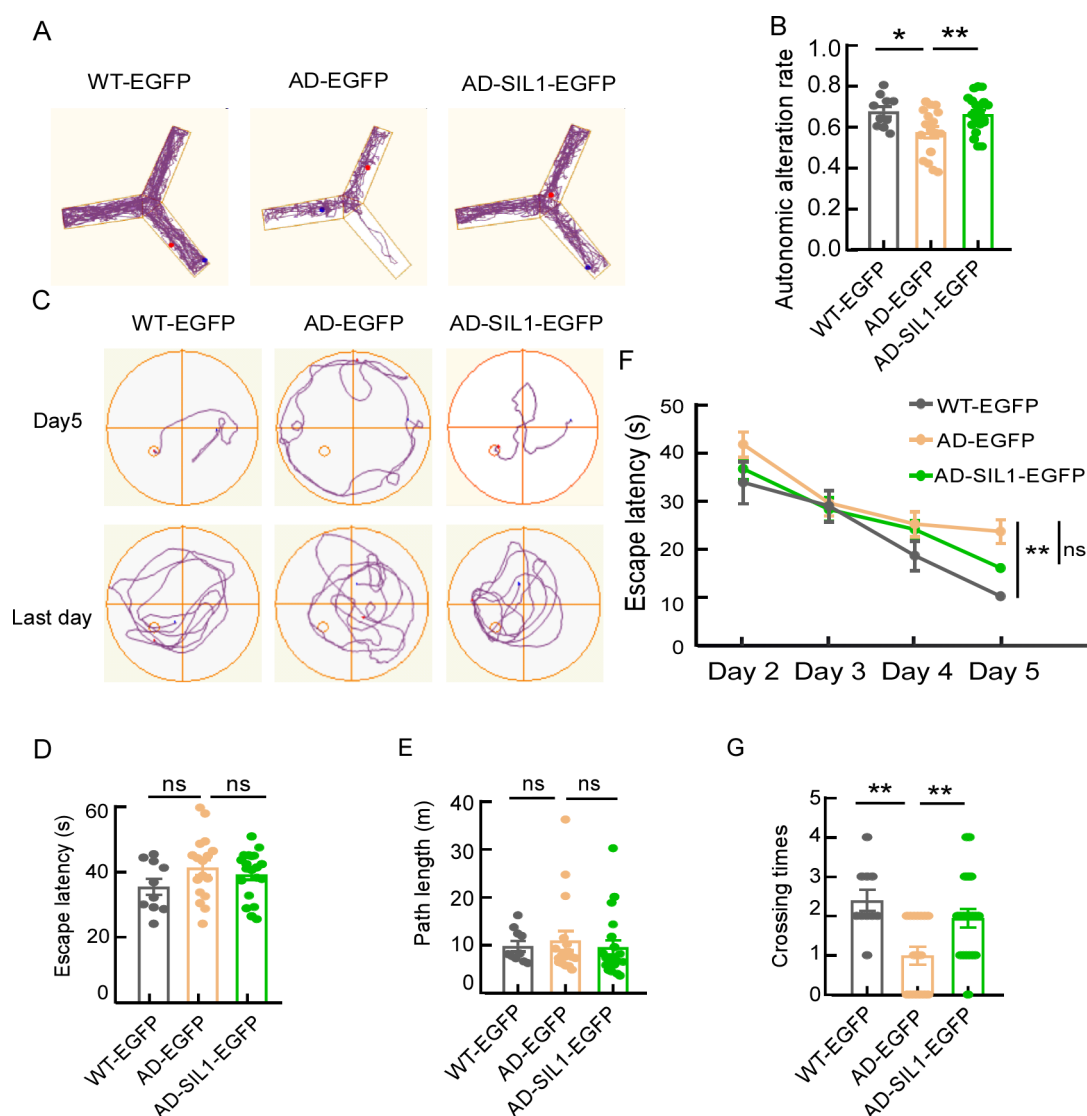 A
WT-EGFP
AD-EGFP
AD-SIL1-EGFP
B
Autonomic alteration rate
1.0
0.8
0.6
0.4
0.2
0.0
*
**
WT-EGFP
AD-EGFP
AD-SIL1-EGFP
C
WT-EGFP
AD-EGFP
AD-SIL1-EGFP
Day5
Last day
F
Escape latency (s)
50
40
30
20
10
0
WT-EGFP
AD-EGFP
AD-SIL1-EGFP
**
ns
Day 2
Day 3
Day 4
Day 5
D
Escape latency (s)
60
40
20
0
ns
ns
WT-EGFP
AD-EGFP
AD-SIL1-EGFP
E
Path length (m)
40
30
20
10
0
ns
ns
WT-EGFP
AD-EGFP
AD-SIL1-EGFP
G
Crossing times
5
4
3
2
1
0
**
**
WT-EGFP
AD-EGFP
AD-SIL1-EGFP